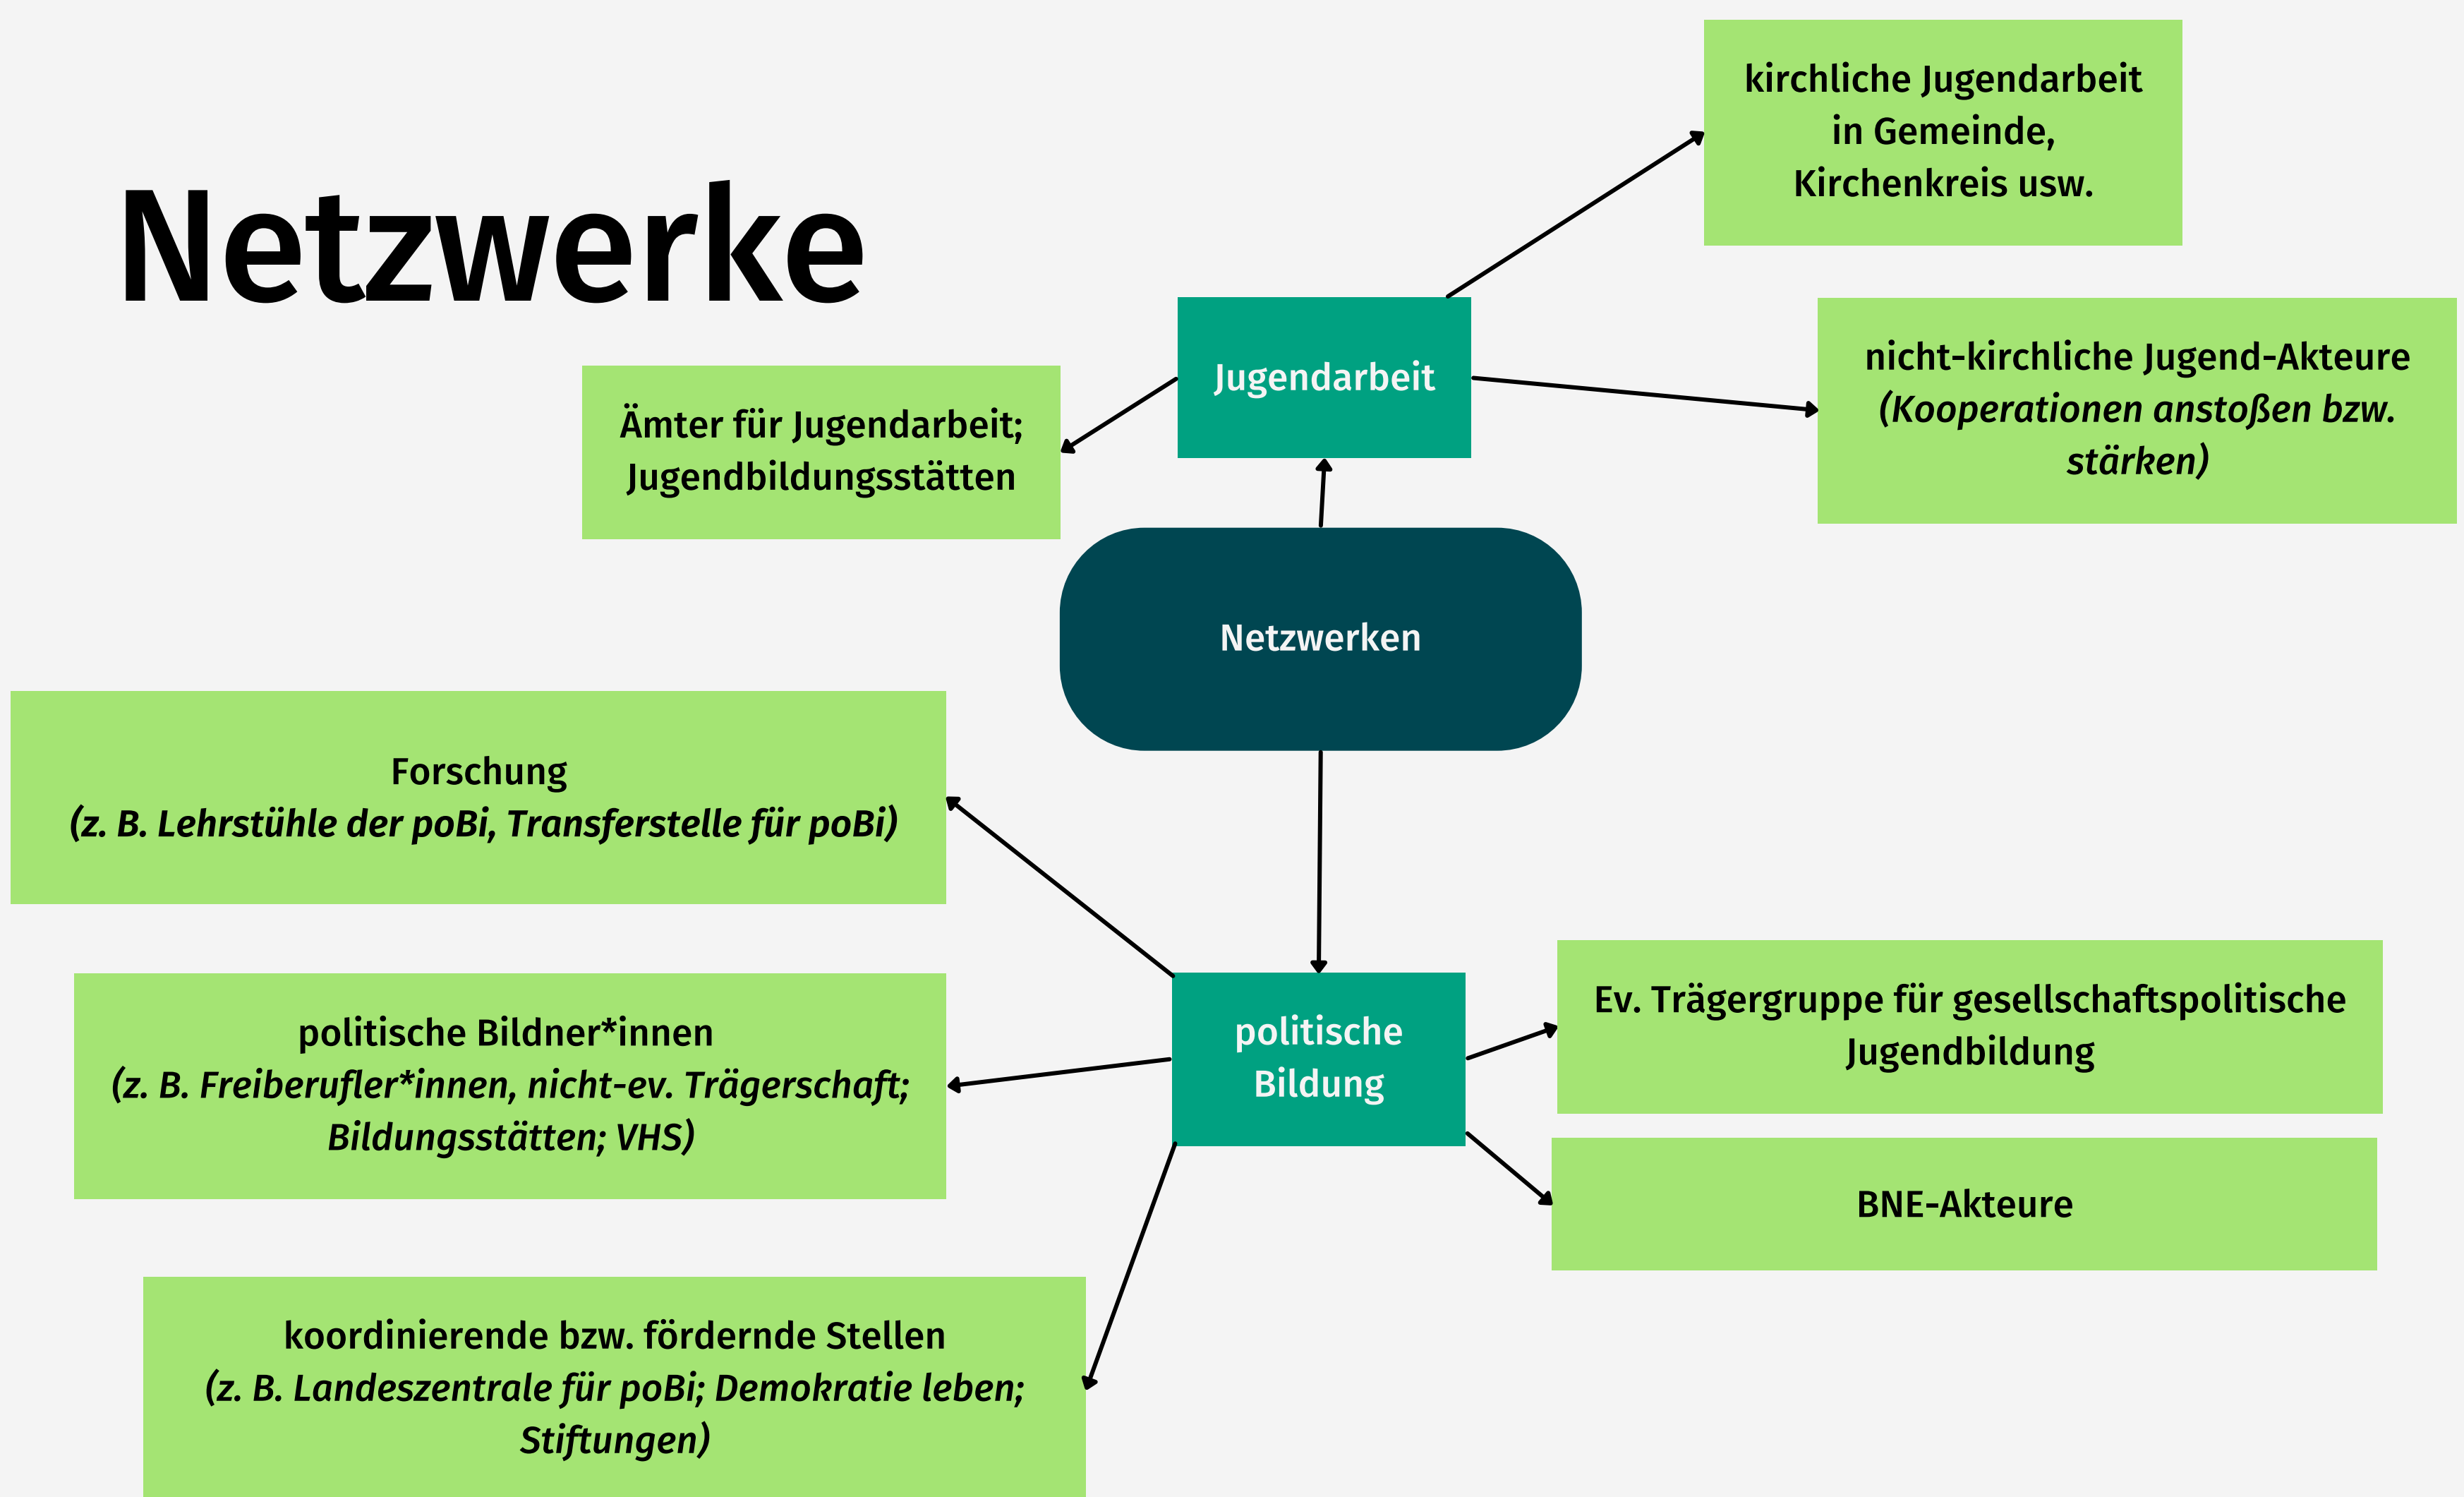 Netzwerke
kirchliche Jugendarbeit
in Gemeinde,
Kirchenkreis usw.
Jugendarbeit
nicht-kirchliche Jugend-Akteure
(Kooperationen anstoßen bzw.
stärken)
Ämter für Jugendarbeit;
Jugendbildungsstätten
Netzwerken
Forschung
(z. B. Lehrstühle der poBi, Transferstelle für poBi)
politische Bildner*innen
(z. B. Freiberufler*innen, nicht-ev. Trägerschaft;
Bildungsstätten; VHS)
politische
Bildung
Ev. Trägergruppe für gesellschaftspolitische
Jugendbildung
BNE-Akteure
koordinierende bzw. fördernde Stellen
(z. B. Landeszentrale für poBi; Demokratie leben;
Stiftungen)